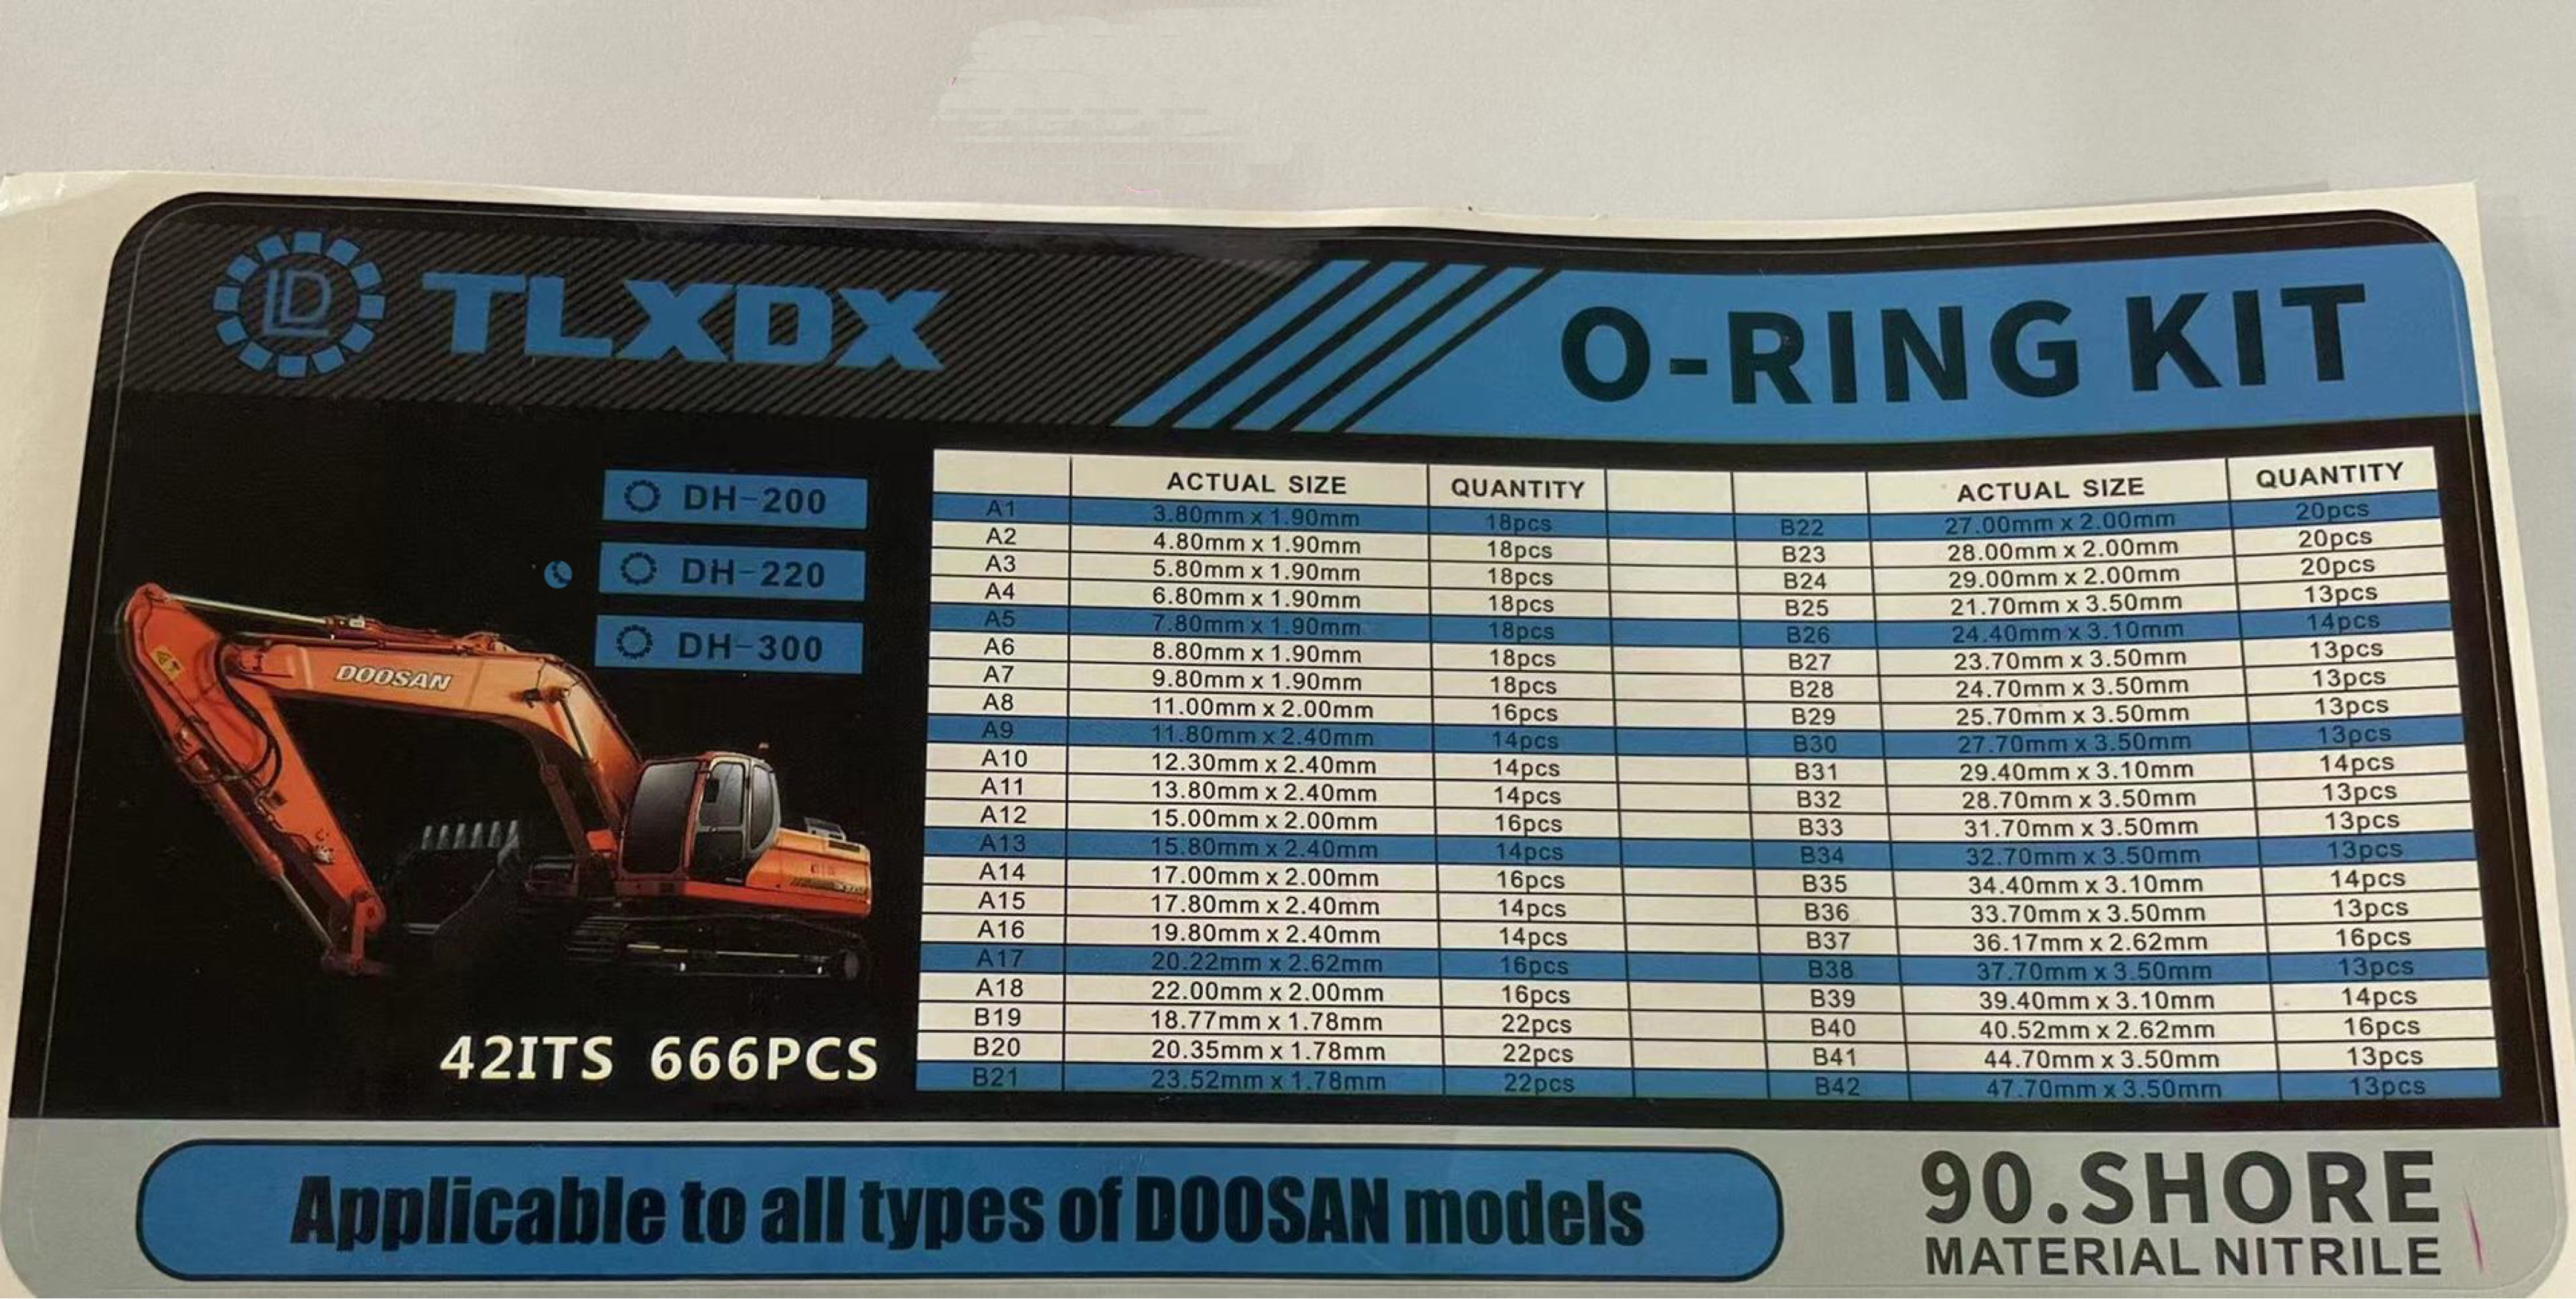 LD TLXDX
O-RING KIT
DH-200
DH-220
DH-300
DOOSAN
42ITS 666PCS
ACTUAL SIZE QUANTITY ACTUAL SIZE QUANTITY
A1 3.80mm x 1.90mm 18pcs B22 27.00mm x 2.00mm 20pcs
A2 4.80mm x 1.90mm 18pcs B23 28.00mm x 2.00mm 20pcs
A3 5.80mm x 1.90mm 18pcs B24 29.00mm x 2.00mm 20pcs
A4 6.80mm x 1.90mm 18pcs B25 21.70mm x 3.50mm 13pcs
A5 7.80mm x 1.90mm 18pcs B26 24.40mm x 3.10mm 14pcs
A6 8.80mm x 1.90mm 18pcs B27 23.70mm x 3.50mm 13pcs
A7 9.80mm x 1.90mm 18pcs B28 24.70mm x 3.50mm 13pcs
A8 11.00mm x 2.00mm 16pcs B29 25.70mm x 3.50mm 13pcs
A9 11.80mm x 2.40mm 14pcs B30 27.70mm x 3.50mm 13pcs
A10 12.30mm x 2.40mm 14pcs B31 29.40mm x 3.10mm 14pcs
A11 13.80mm x 2.40mm 14pcs B32 28.70mm x 3.50mm 13pcs
A12 15.00mm x 2.00mm 16pcs B33 31.70mm x 3.50mm 13pcs
A13 15.80mm x 2.40mm 14pcs B34 32.70mm x 3.50mm 13pcs
A14 17.00mm x 2.00mm 16pcs B35 34.40mm x 3.10mm 14pcs
A15 17.80mm x 2.40mm 14pcs B36 33.70mm x 3.50mm 13pcs
A16 19.80mm x 2.40mm 14pcs B37 36.17mm x 2.62mm 16pcs
A17 20.22mm x 2.62mm 16pcs B38 37.70mm x 3.50mm 13pcs
A18 22.00mm x 2.00mm 16pcs B39 39.40mm x 3.10mm 14pcs
B19 18.77mm x 1.78mm 22pcs B40 40.52mm x 2.62mm 16pcs
B20 20.35mm x 1.78mm 22pcs B41 44.70mm x 3.50mm 13pcs
B21 23.52mm x 1.78mm 22pcs B42 47.70mm x 3.50mm 13pcs
Applicable to all types of DOOSAN models
90.SHORE
MATERIAL NITRILE